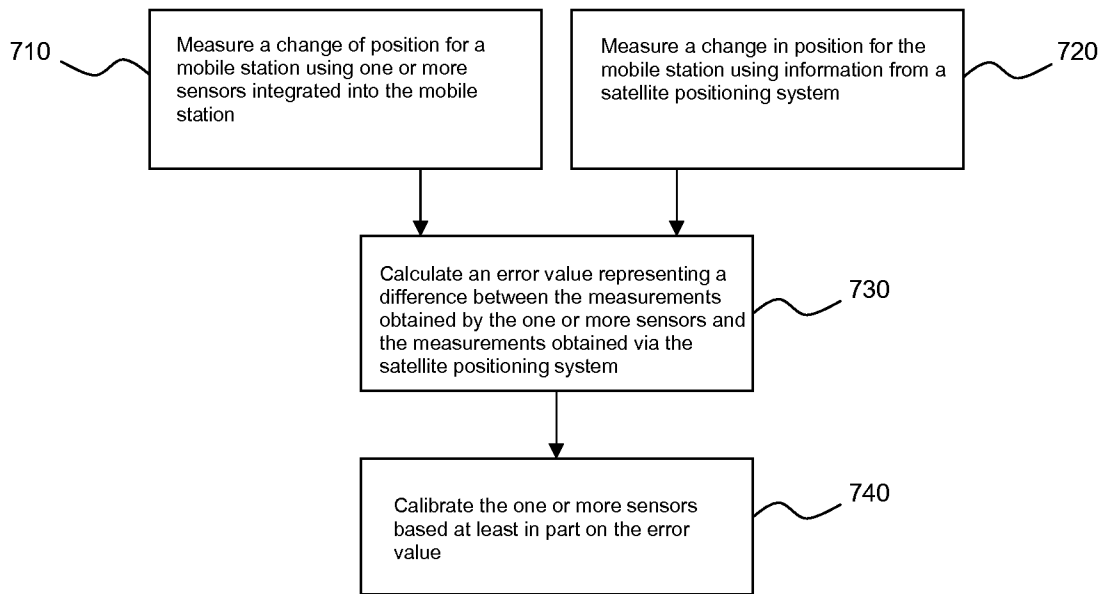 710
Measure a change of position for a
mobile station using one or more
sensors integrated into the mobile
station
Measure a change in position for the
mobile station using information from a
satellite positioning system
720
Calculate an error value representing a
difference between the measurements
obtained by the one or more sensors and
the measurements obtained via the
satellite positioning system
730
Calibrate the one or more sensors
based at least in part on the error
value
740